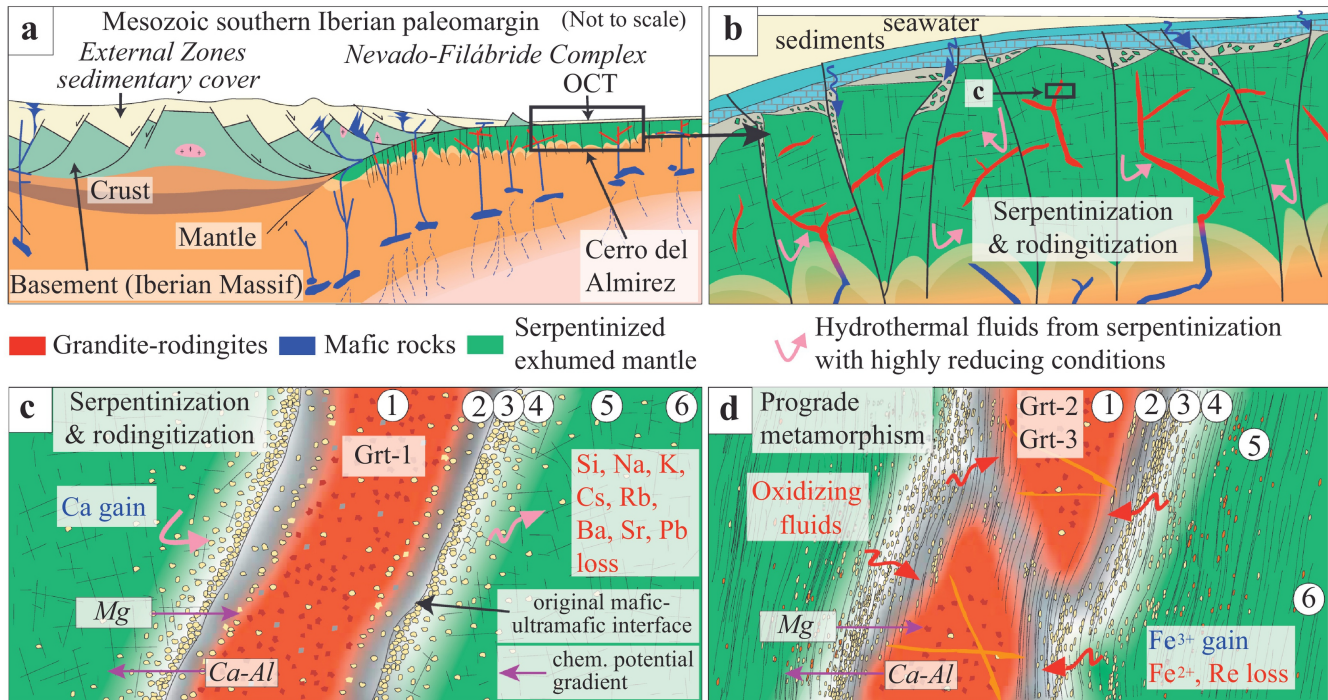 a
Mesozoic southern Iberian paleomargin
(Not to scale)
External Zones
sedimentary cover
Nevado-Filábride Complex
OCT
Crust
Mantle
Basement (Iberian Massif)
Cerro del
Almirez
b
seawater
sediments
c
Serpentinization
& rodingitization
Grandite-rodingites
Mafic rocks
Serpentinized
exhumed mantle
Hydrothermal fluids from serpentinization
with highly reducing conditions
c
Serpentinization
& rodingitization
1
2
3
4
5
6
Grt-1
Ca gain
Si, Na, K,
Cs, Rb,
Ba, Sr, Pb
loss
Mg
Ca-Al
original mafic-
ultramafic interface
chem. potential
gradient
d
Prograde
metamorphism
Grt-2
Grt-3
1
2
3
4
5
6
Oxidizing
fluids
Mg
Ca-Al
Fe³⁺ gain
Fe²⁺, Re loss